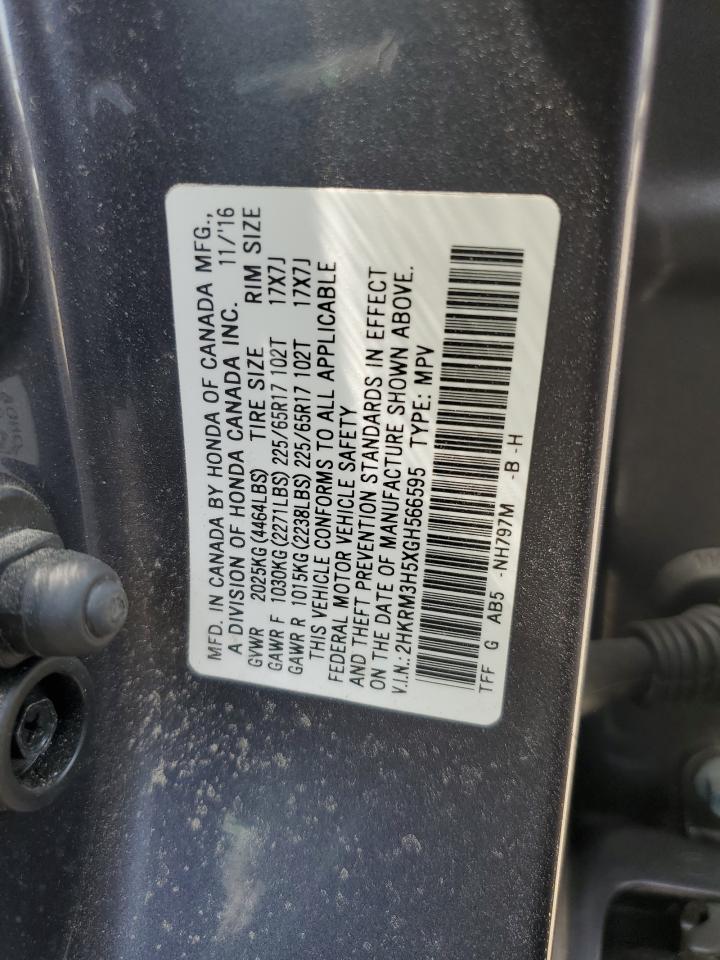 MFD. IN CANADA BY HONDA OF CANADA MFG.,
A DIVISION OF HONDA CANADA INC. 11/'16
GVWR 2025KG (4464LBS) TIRE SIZE RIM SIZE
GAWR F 1030KG (2271LBS) 225/65R17 102T 17X7J
GAWR R 1015KG (2238LBS) 225/65R17 102T 17X7J
THIS VEHICLE CONFORMS TO ALL APPLICABLE
FEDERAL MOTOR VEHICLE SAFETY
AND THEFT PREVENTION STANDARDS IN EFFECT
ON THE DATE OF MANUFACTURE SHOWN ABOVE.
V.I.N.: 2HKRM3H5XGH566595 TYPE: MPV
TFF G AB5 -NH797M -B -H